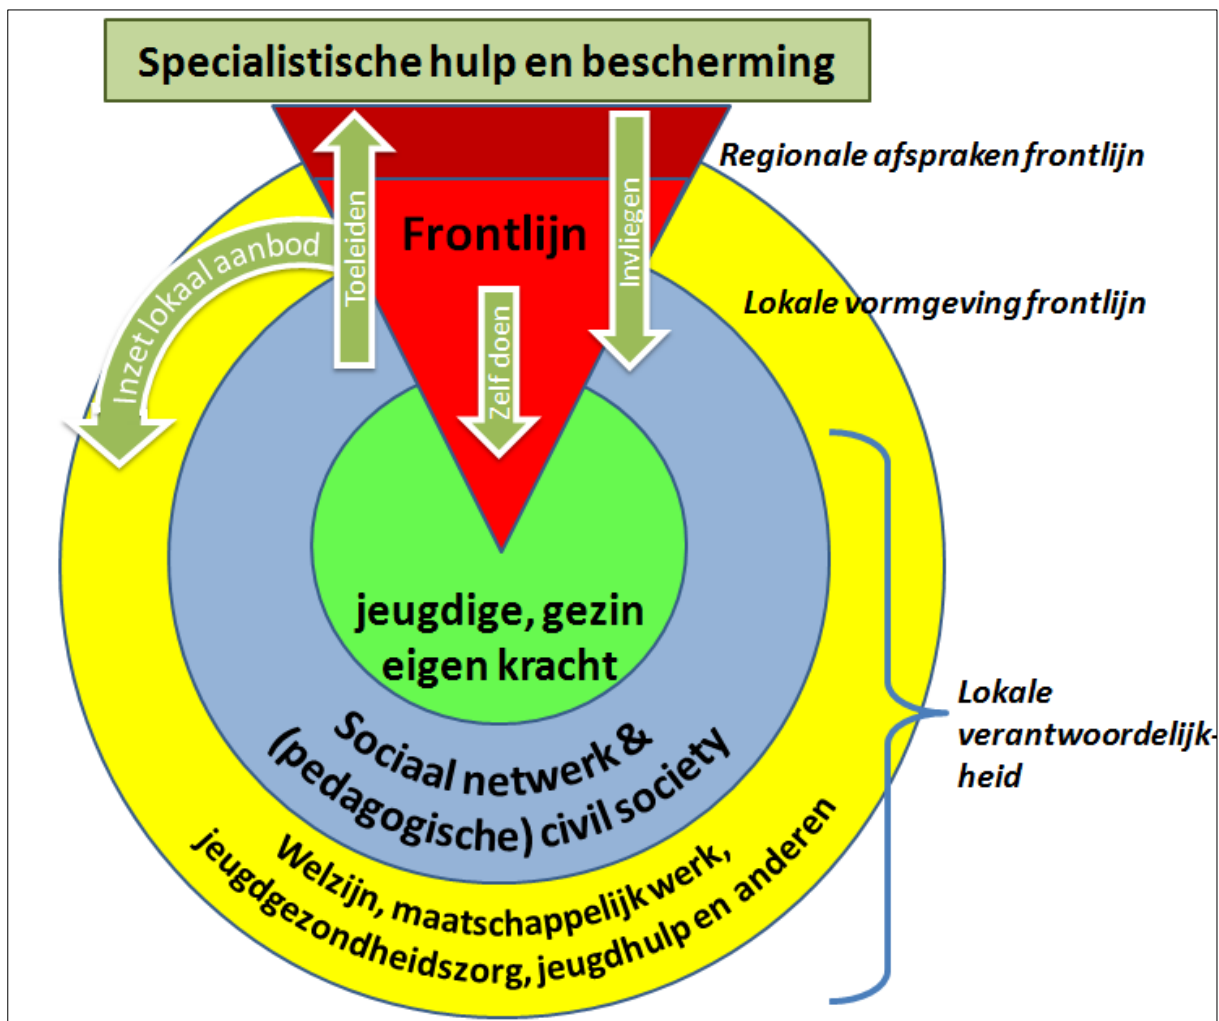 Specialistische hulp en bescherming
Regionale afspraken frontlijn
Toeleiden
Invliegen
Frontlijn
Inzet lokaal aanbod
Lokale vormgeving frontlijn
Zelf doen
jeugdige, gezin
eigen kracht
Lokale
verantwoordelijk-
heid
Sociaal netwerk &
(pedagogische) civil society
Welzijn, maatschappelijk werk,
jeugdgezondheidszorg, jeugdhulp en anderen